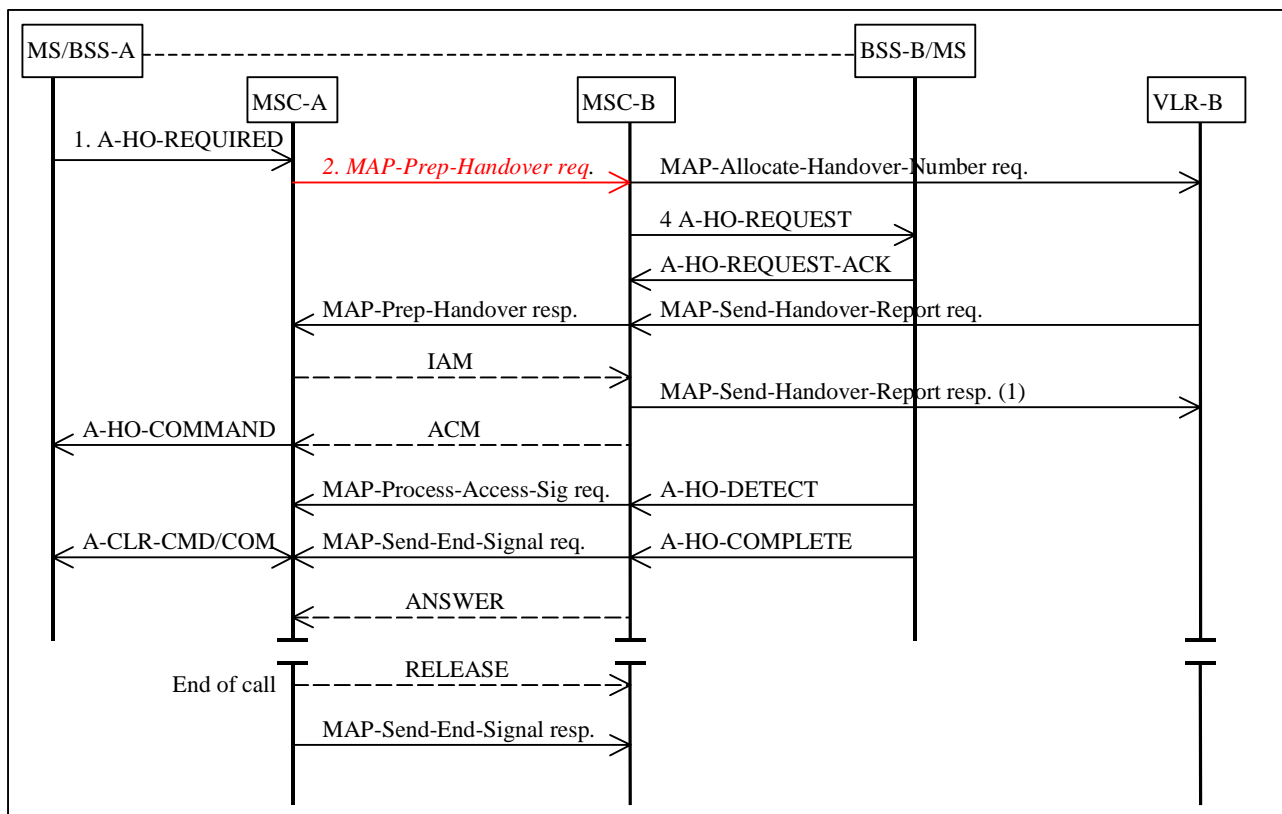 MS/BSS-A
BSS-B/MS
MSC-A
MSC-B
VLR-B
1. A-HO-REQUIRED
2. MAP-Prep-Handover req.
MAP-Allocate-Handover-Number req.
4 A-HO-REQUEST
A-HO-REQUEST-ACK
MAP-Prep-Handover resp.
MAP-Send-Handover-Report req.
IAM
MAP-Send-Handover-Report resp. (1)
A-HO-COMMAND
ACM
MAP-Process-Access-Sig req.
A-HO-DETECT
A-CLR-CMD/COM
MAP-Send-End-Signal req.
A-HO-COMPLETE
ANSWER
End of call
RELEASE
MAP-Send-End-Signal resp.